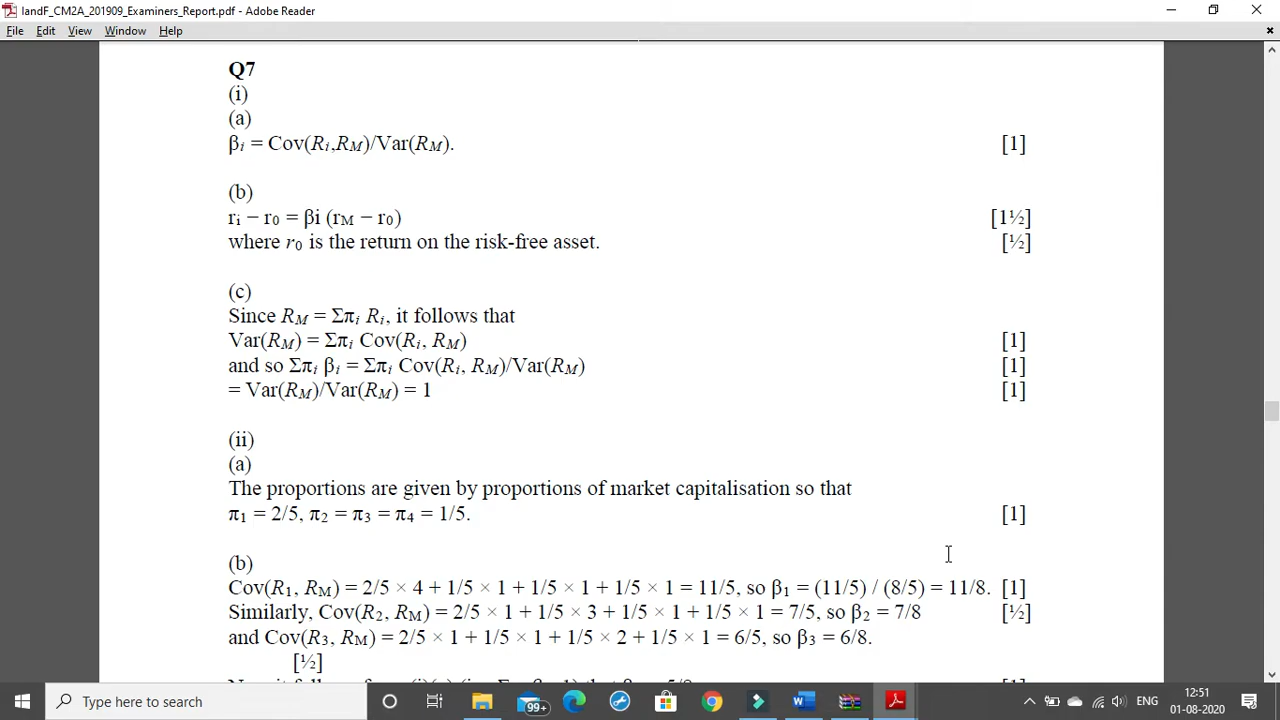 IandF_CM2A_201909_Examiners_Report.pdf - Adobe Reader
File Edit View Window Help
Q7
(i)
(a)
βi = Cov(Ri,RM)/Var(RM). [1]
(b)
ri − r0 = βi (rM − r0) [1½]
where r0 is the return on the risk-free asset. [½]
(c)
Since RM = Σπi Ri, it follows that
Var(RM) = Σπi Cov(Ri, RM) [1]
and so Σπi βi = Σπi Cov(Ri, RM)/Var(RM) [1]
= Var(RM)/Var(RM) = 1 [1]
(ii)
(a)
The proportions are given by proportions of market capitalisation so that
π1 = 2/5, π2 = π3 = π4 = 1/5. [1]
(b)
Cov(R1, RM) = 2/5 × 4 + 1/5 × 1 + 1/5 × 1 + 1/5 × 1 = 11/5, so β1 = (11/5) / (8/5) = 11/8. [1]
Similarly, Cov(R2, RM) = 2/5 × 1 + 1/5 × 3 + 1/5 × 1 + 1/5 × 1 = 7/5, so β2 = 7/8 [½]
and Cov(R3, RM) = 2/5 × 1 + 1/5 × 1 + 1/5 × 2 + 1/5 × 1 = 6/5, so β3 = 6/8.
[½]
Type here to search 99+ ENG 12:51
01-08-2020